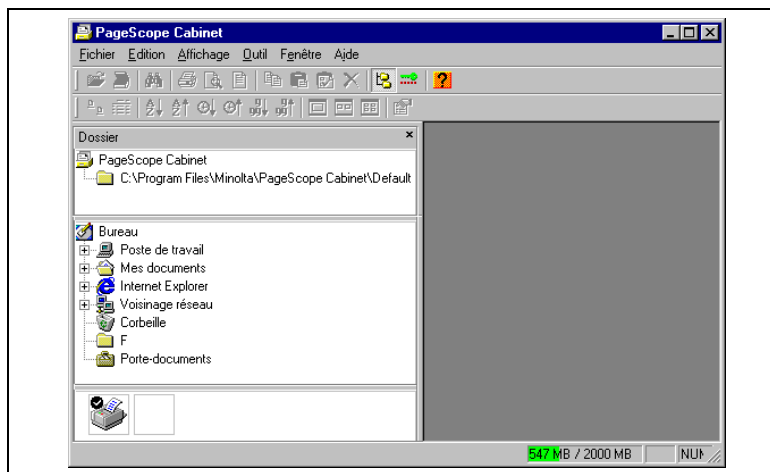 PageScope Cabinet
Fichier Edition Affichage Outil Fenêtre Ajde
Dossier
PageScope Cabinet
C:\Program Files\Minolta\PageScope Cabinet\Default
Bureau
Poste de travail
Mes documents
Internet Explorer
Voisinage réseau
Corbeille
F
Porte-documents
547 MB / 2000 MB NUM